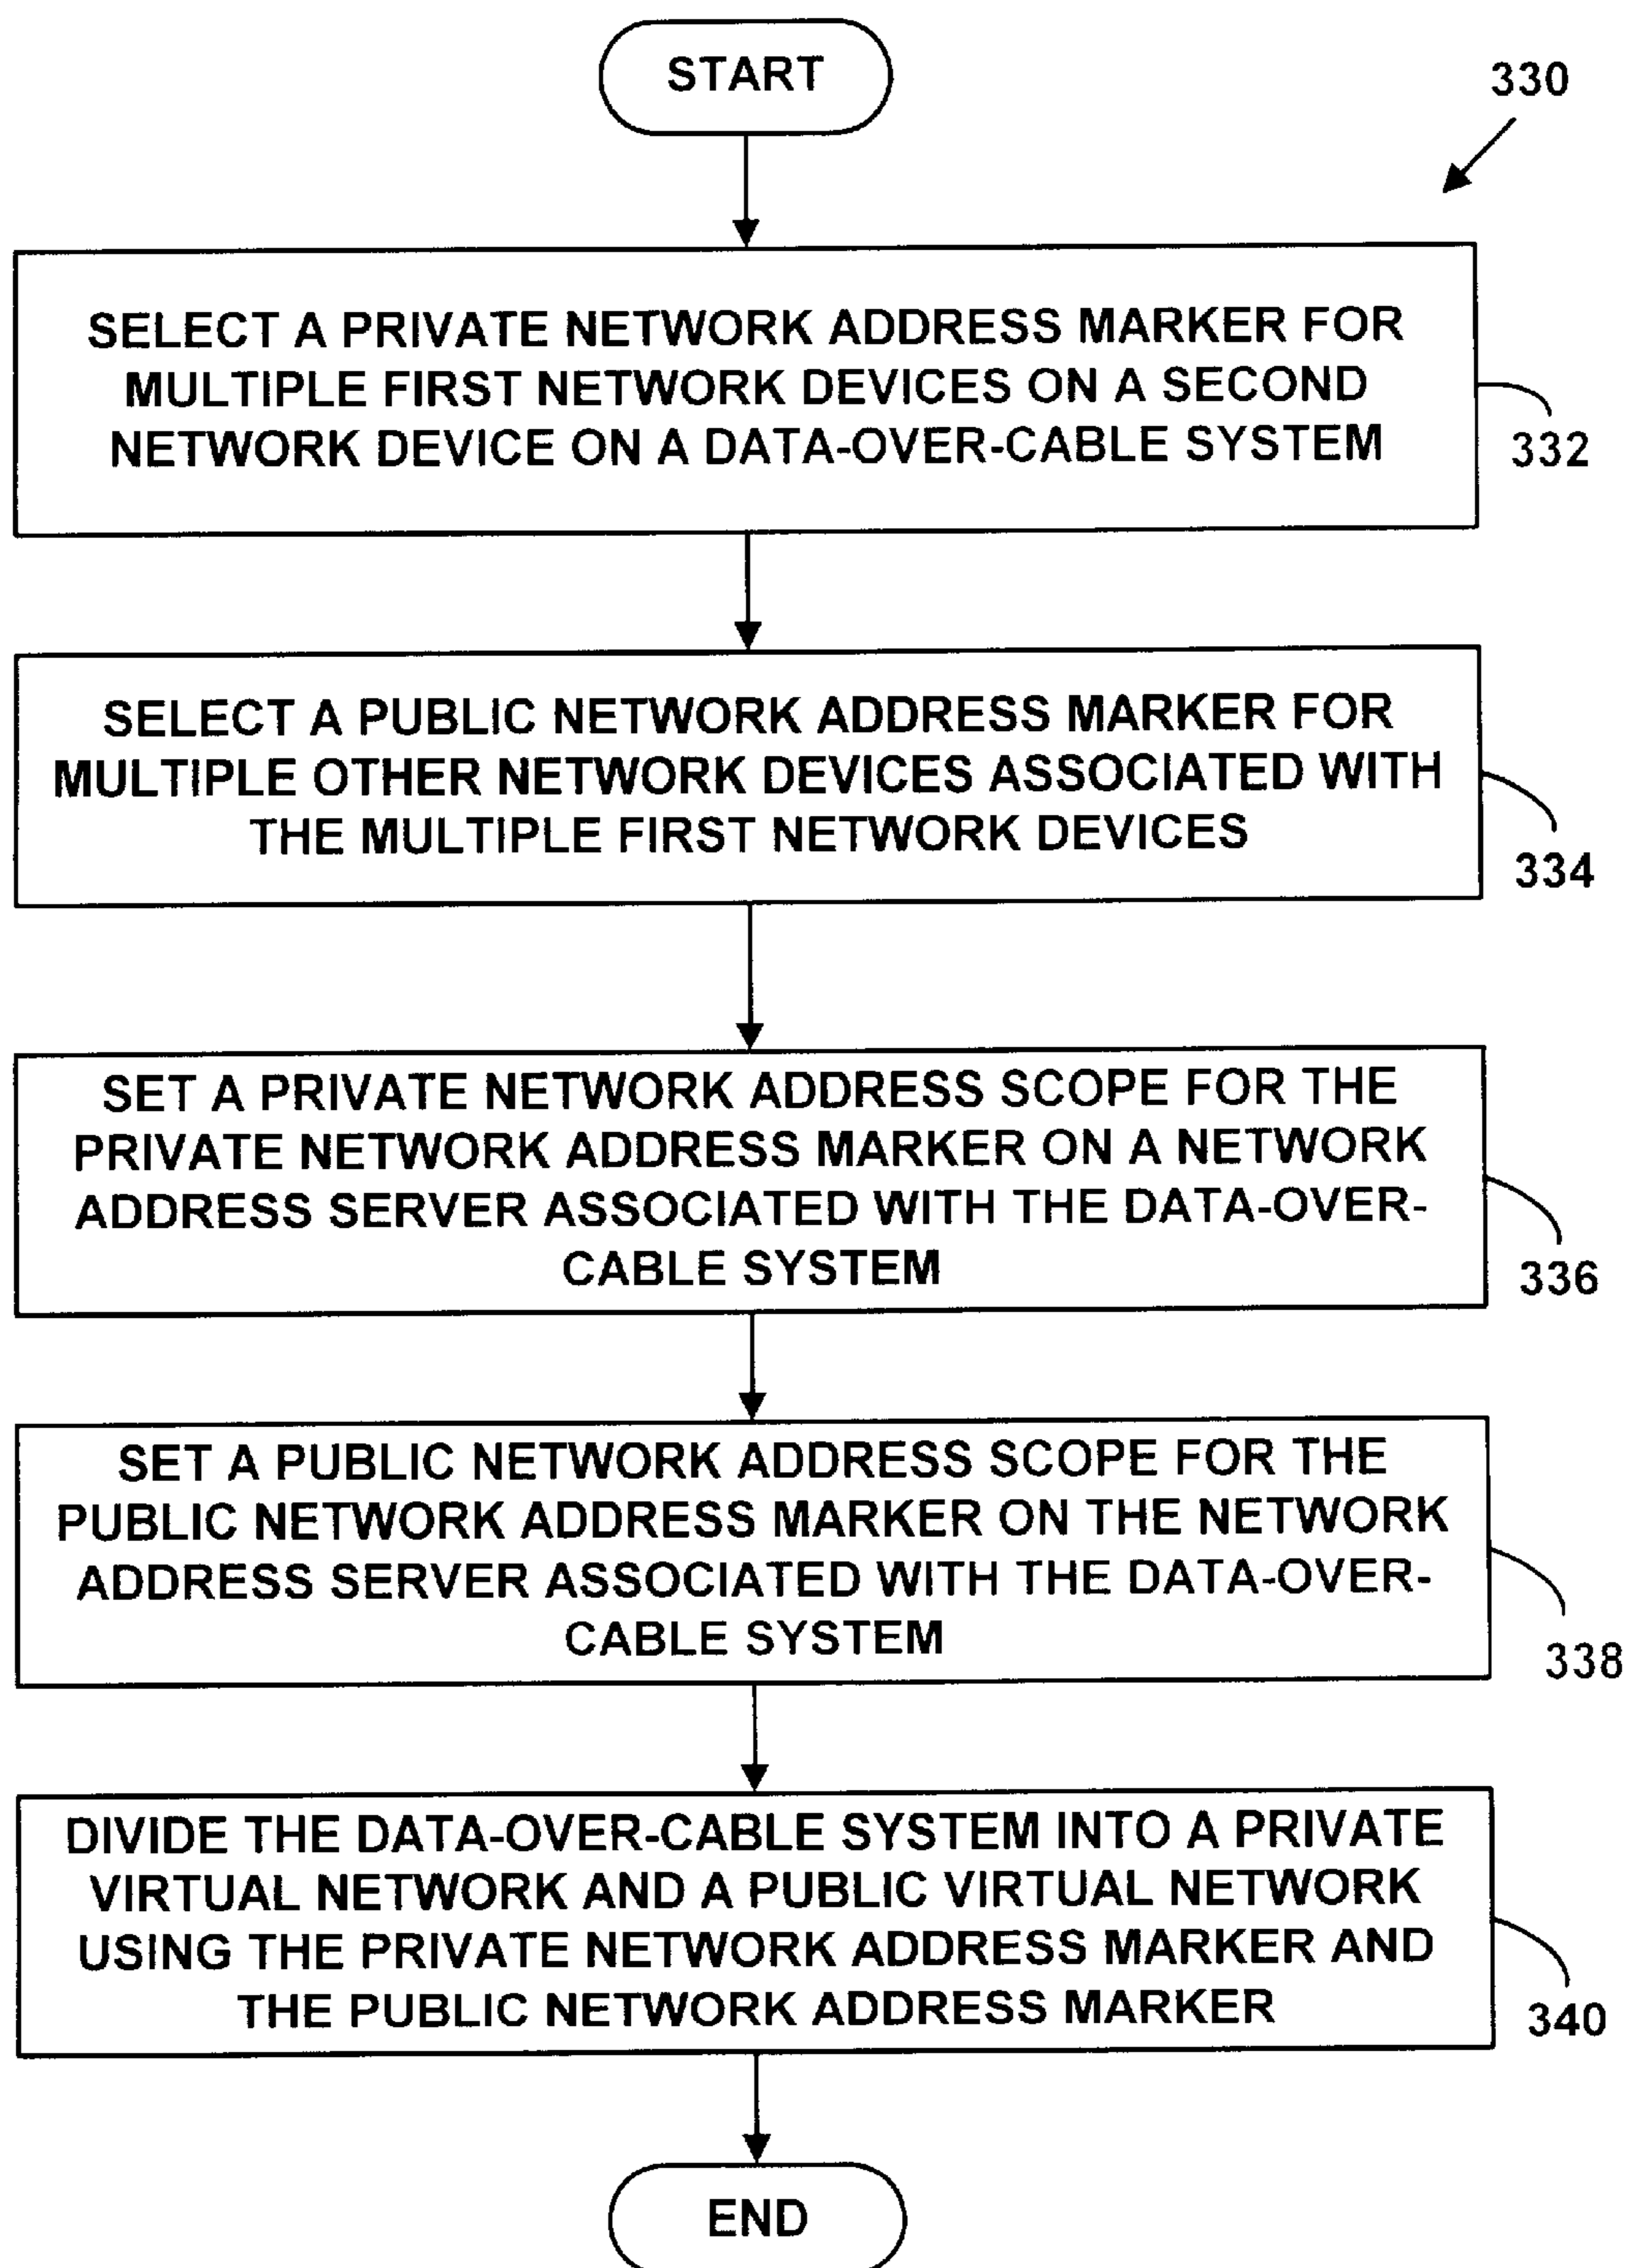 START
330
SELECT A PRIVATE NETWORK ADDRESS MARKER FOR
MULTIPLE FIRST NETWORK DEVICES ON A SECOND
NETWORK DEVICE ON A DATA-OVER-CABLE SYSTEM
332
SELECT A PUBLIC NETWORK ADDRESS MARKER FOR
MULTIPLE OTHER NETWORK DEVICES ASSOCIATED WITH
THE MULTIPLE FIRST NETWORK DEVICES
334
SET A PRIVATE NETWORK ADDRESS SCOPE FOR THE
PRIVATE NETWORK ADDRESS MARKER ON A NETWORK
ADDRESS SERVER ASSOCIATED WITH THE DATA-OVER-
CABLE SYSTEM
336
SET A PUBLIC NETWORK ADDRESS SCOPE FOR THE
PUBLIC NETWORK ADDRESS MARKER ON THE NETWORK
ADDRESS SERVER ASSOCIATED WITH THE DATA-OVER-
CABLE SYSTEM
338
DIVIDE THE DATA-OVER-CABLE SYSTEM INTO A PRIVATE
VIRTUAL NETWORK AND A PUBLIC VIRTUAL NETWORK
USING THE PRIVATE NETWORK ADDRESS MARKER AND
THE PUBLIC NETWORK ADDRESS MARKER
340
END